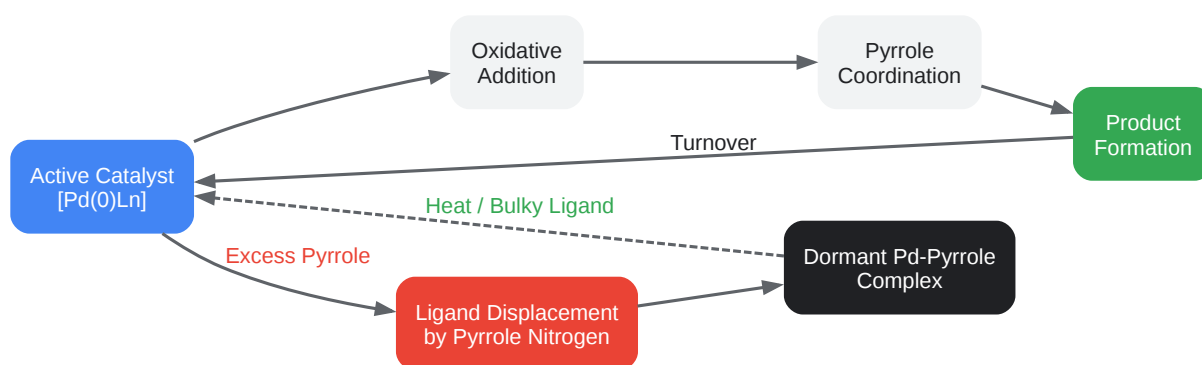 Oxidative
Addition
Pyrrole
Coordination
Product
Formation
Turnover
Active Catalyst
[Pd(0)Ln]
Heat / Bulky Ligand
Excess Pyrrole
Dormant Pd-Pyrrole
Complex
Ligand Displacement
by Pyrrole Nitrogen